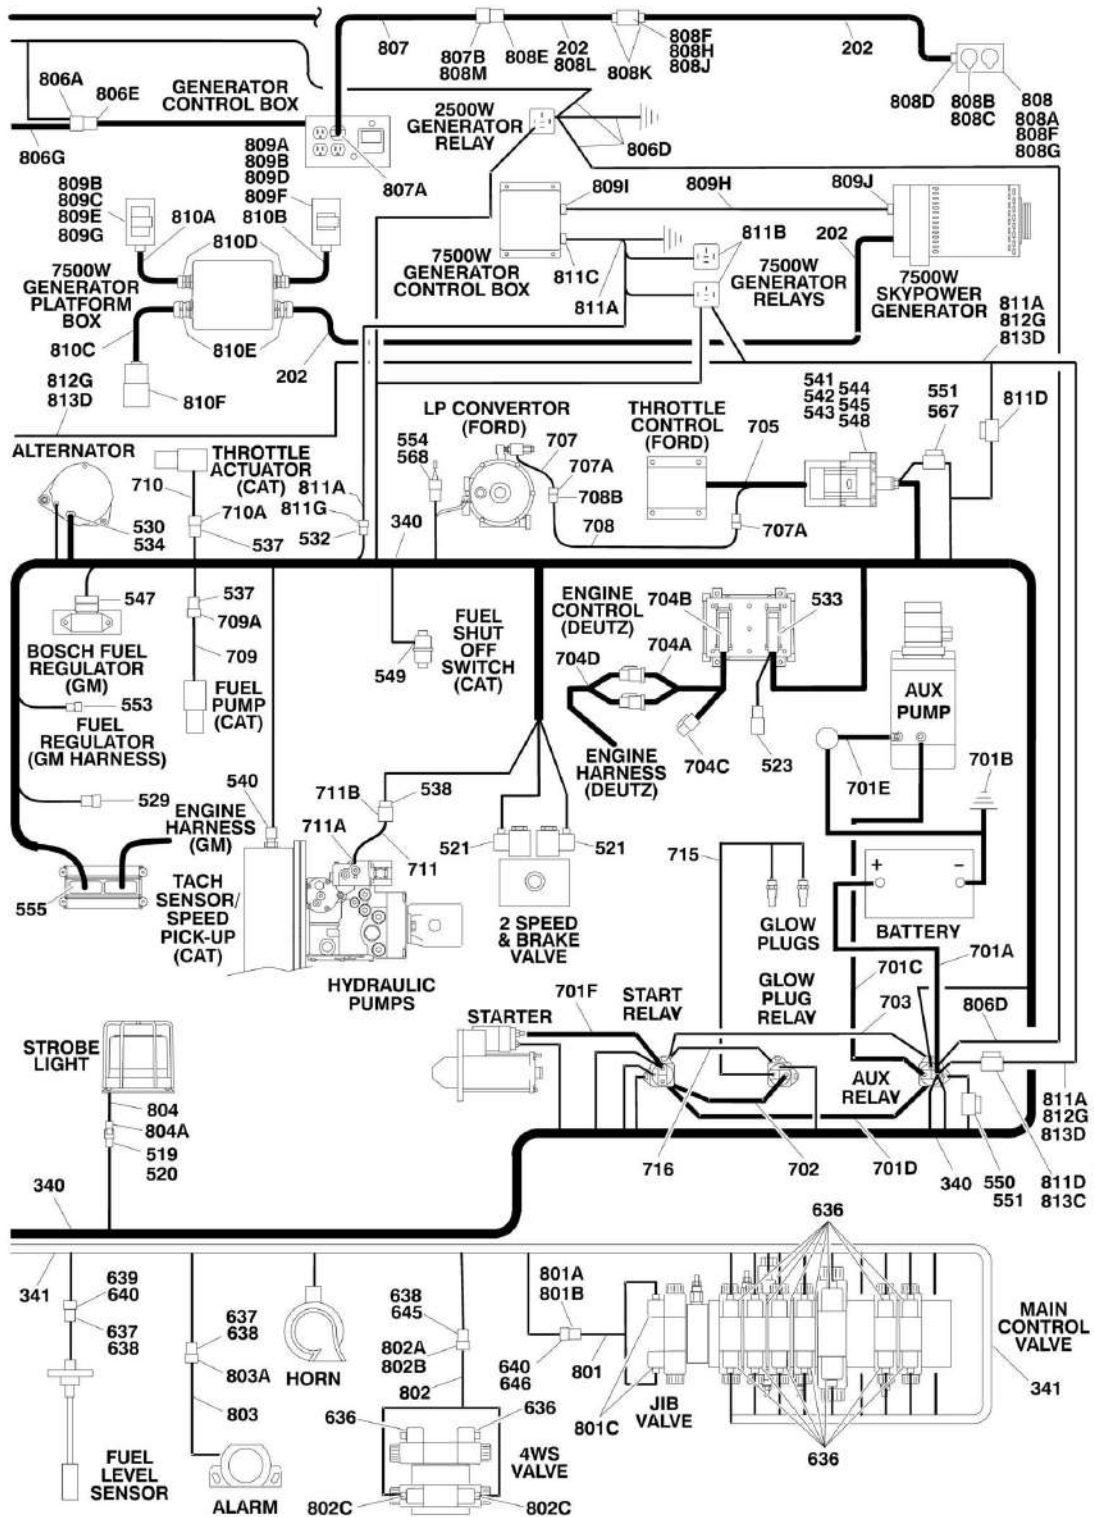 807
807B
808M
808E
202
808L
808F
808H
808J
808K
202
808D
808B
808C
808
808A
808F
808G
806A
806E
806G
GENERATOR
CONTROL BOX
2500W
GENERATOR
RELAY
806D
807A
809A
809B
809D
809F
810B
809B
809C
809E
809G
810A
810D
7500W
GENERATOR
PLATFORM
BOX
810C
810E
202
810F
809I
809H
809J
811B
811C
811A
7500W
GENERATOR
CONTROL BOX
7500W
GENERATOR
RELAYS
202
7500W
SKYPOWER
GENERATOR
811A
812G
813D
812G
813D
ALTERNATOR
530
534
710
THROTTLE
ACTUATOR
(CAT)
710A
537
811A
811G
532
340
554
568
LP CONVERTOR
(FORD)
707
707A
708B
708
THROTTLE
CONTROL
(FORD)
705
707A
541
542
543
544
545
548
551
567
811D
547
BOSCH FUEL
REGULATOR
(GM)
537
709A
709
FUEL
PUMP
(CAT)
553
FUEL
REGULATOR
(GM HARNESS)
529
ENGINE
HARNESS
(GM)
555
540
TACH
SENSOR/
SPEED
PICK-UP
(CAT)
549
FUEL
SHUT
OFF
SWITCH
(CAT)
ENGINE
CONTROL
(DEUTZ)
704B
533
704A
704D
704C
523
ENGINE
HARNESS
(DEUTZ)
AUX
PUMP
701E
701B
711B
538
711A
711
HYDRAULIC
PUMPS
521
521
2 SPEED
& BRAKE
VALVE
715
GLOW
PLUGS
+
−
BATTERY
701A
701C
703
806D
GLOW
PLUG
RELAY
START
RELAY
701F
STARTER
AUX
RELAY
716
702
701D
340
550
551
811D
813C
811A
812G
813D
STROBE
LIGHT
804
804A
519
520
340
341
639
640
637
638
FUEL
LEVEL
SENSOR
637
638
803A
803
ALARM
HORN
638
645
802A
802B
802
636
636
4WS
VALVE
802C
802C
801A
801B
640
646
801
801C
JIB
VALVE
636
636
MAIN
CONTROL
VALVE
341